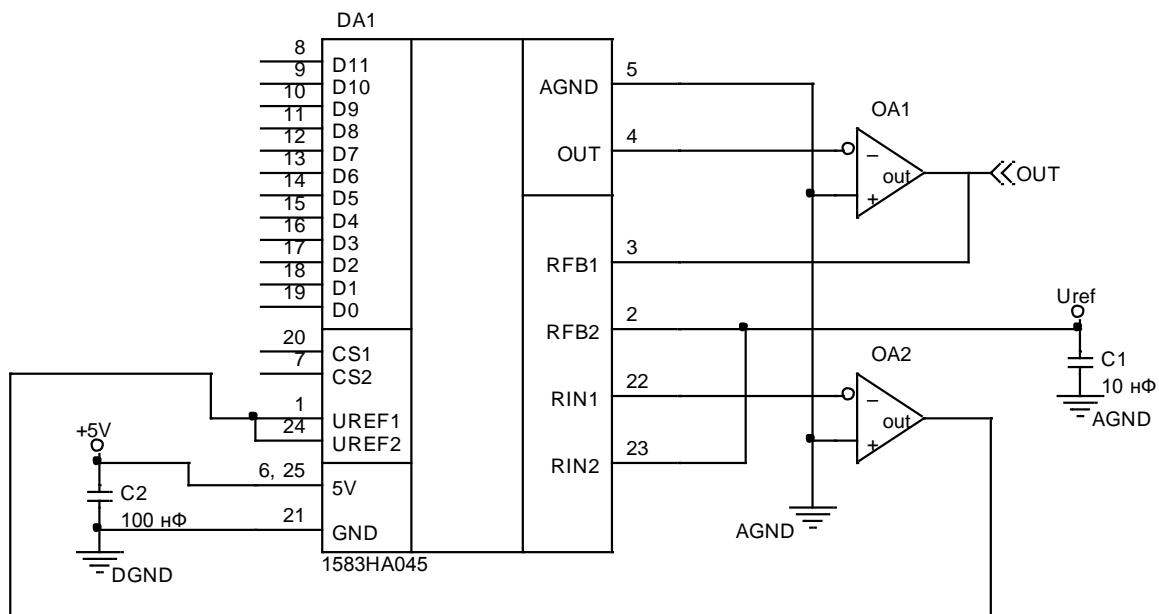 DA1
8
D11
9
D10
10
D9
11
D8
12
D7
13
D6
14
D5
15
D4
16
D3
17
D2
18
D1
19
D0
20
CS1
7
CS2
1
UREF1
24
UREF2
+5V
6, 25
5V
C2
100 нФ
21
GND
DGND
1583HA045
AGND
5
OUT
4
RFB1
3
RFB2
2
RIN1
22
RIN2
23
OA1
–
out
+
OUT
Uref
C1
10 нФ
AGND
OA2
–
out
+
AGND